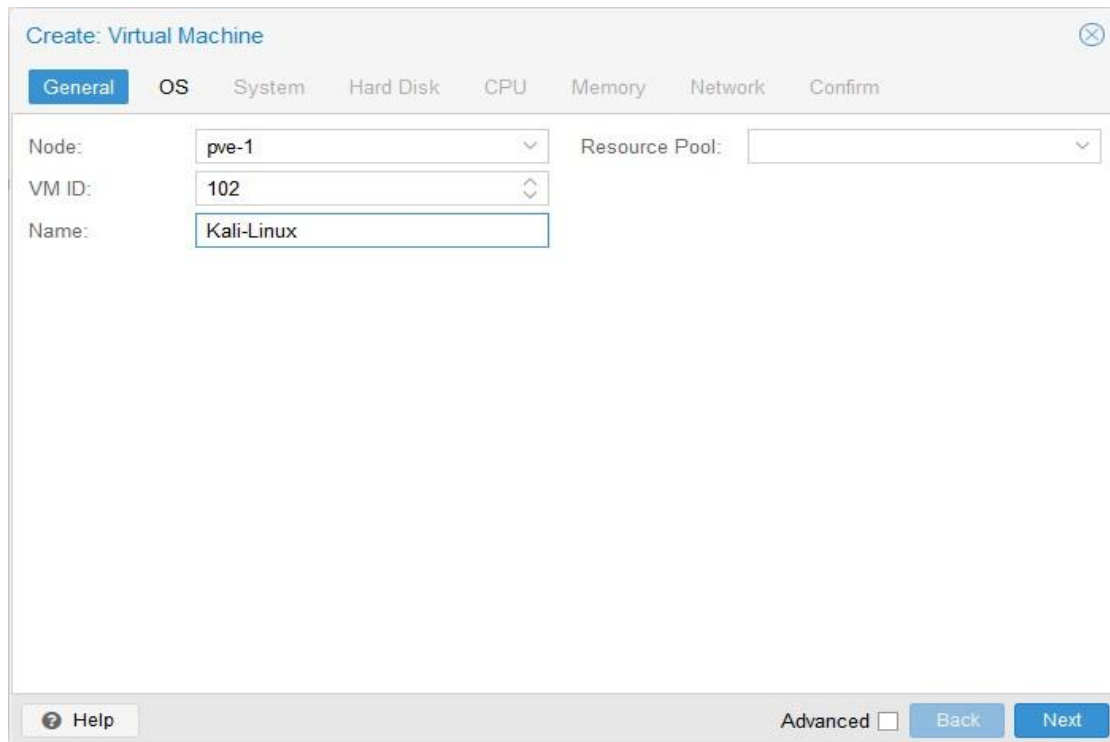 Create: Virtual Machine
General OS System Hard Disk CPU Memory Network Confirm
Node: pve-1 Resource Pool:
VM ID: 102
Name: Kali-Linux
Help Advanced Back Next